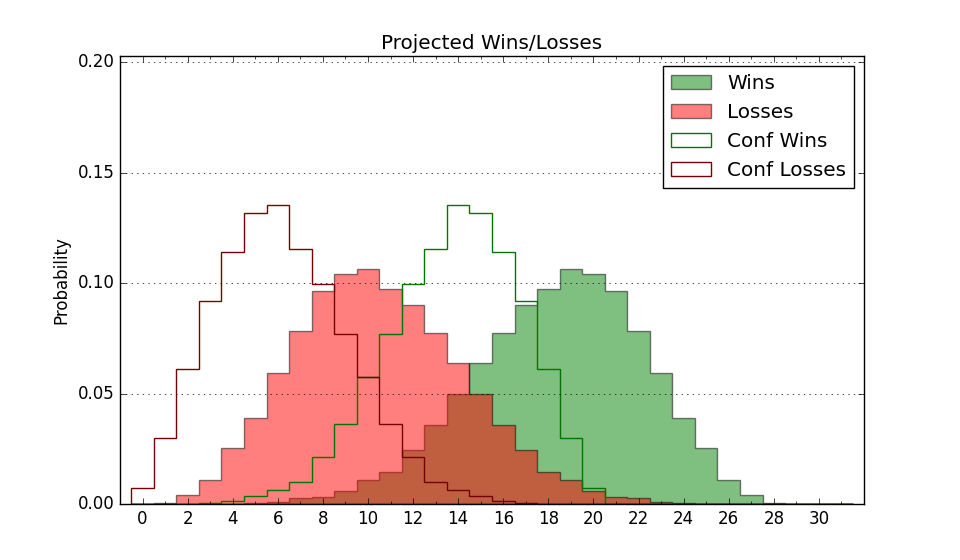 Projected Wins/Losses
0.20
0.15
0.10
0.05
0.00
Probability
Wins
Losses
Conf Wins
Conf Losses
0 2 4 6 8 10 12 14 16 18 20 22 24 26 28 30